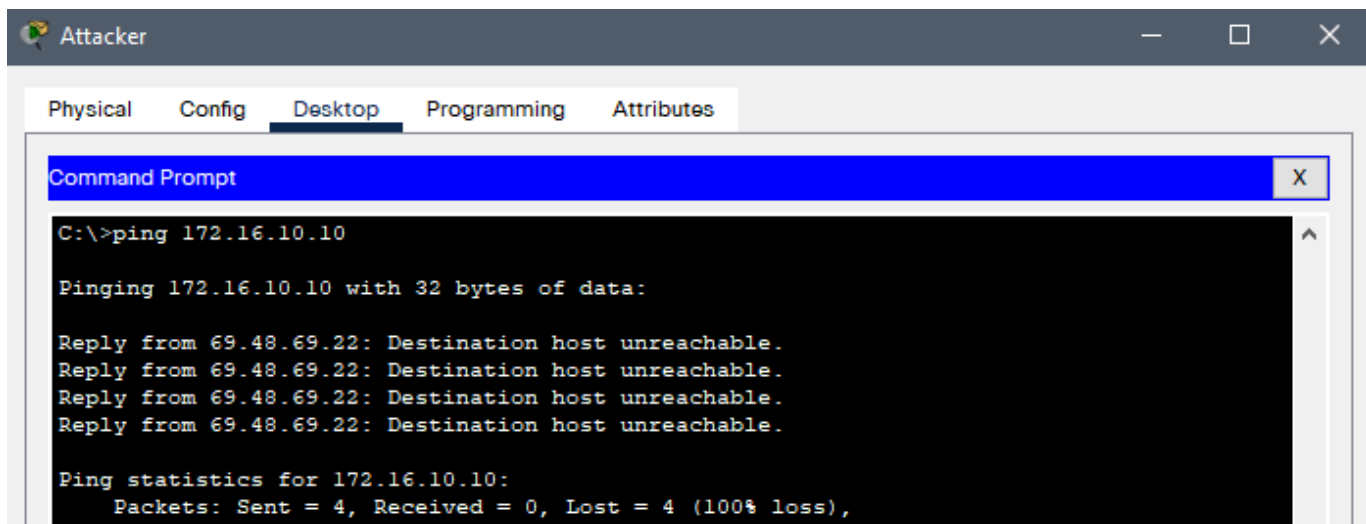 Attacker
Physical Config Desktop Programming Attributes
Command Prompt X
C:\>ping 172.16.10.10
Pinging 172.16.10.10 with 32 bytes of data:
Reply from 69.48.69.22: Destination host unreachable.
Reply from 69.48.69.22: Destination host unreachable.
Reply from 69.48.69.22: Destination host unreachable.
Reply from 69.48.69.22: Destination host unreachable.
Ping statistics for 172.16.10.10:
Packets: Sent = 4, Received = 0, Lost = 4 (100% loss),